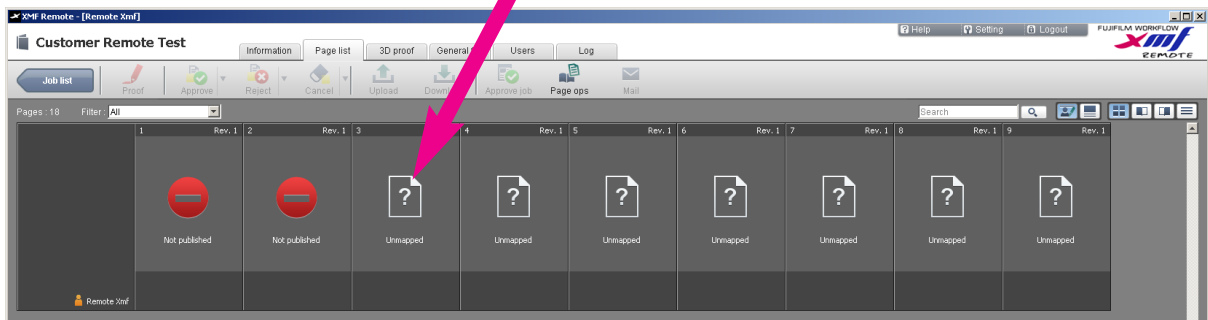 XMF Remote - [Remote Xmf]
Help Setting Logout FUJIFILM WORKFLOW
xmf
REMOTE
Customer Remote Test
Information Page list 3D proof General Users Log
Job list Proof Approve Reject Cancel Upload Approve job Page ops Mail
Pages : 18 Filter : All Search
1 Rev. 1 2 Rev. 1 3 4 Rev. 1 5 Rev. 1 6 Rev. 1 7 Rev. 1 8 Rev. 1 9 Rev. 1
? ? ? ? ? ? ?
Not published Not published Unmapped Unmapped Unmapped Unmapped Unmapped Unmapped Unmapped
Remote Xmf